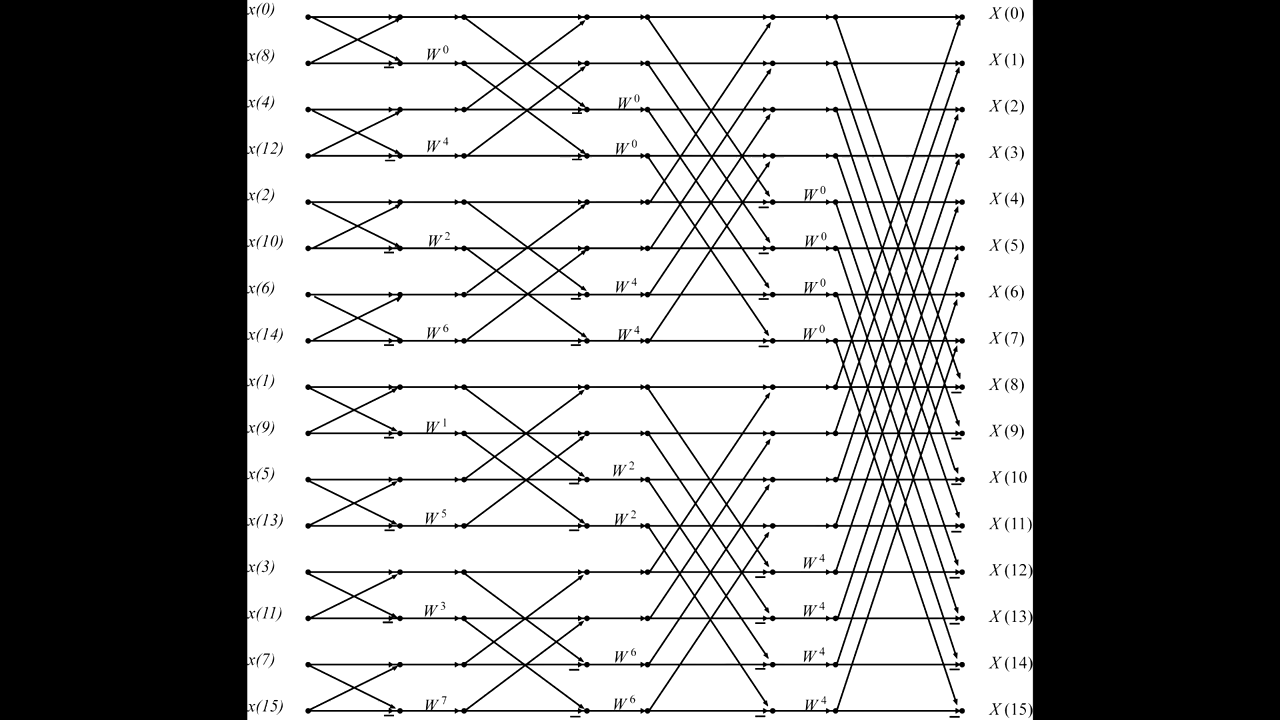 x(0) X(0)
x(8) W⁰ X(1)
x(4) W⁰ X(2)
x(12) W⁴ W⁰ X(3)
x(2) W⁰ X(4)
x(10) W² W⁰ X(5)
x(6) W⁴ W⁰ X(6)
x(14) W⁶ W⁴ W⁰ X(7)
x(1) X(8)
x(9) W¹ X(9)
x(5) W² X(10
x(13) W⁵ W² X(11)
x(3) W⁴ X(12)
x(11) W³ W⁴ X(13)
x(7) W⁶ W⁴ X(14)
x(15) W⁷ W⁶ W⁴ X(15)